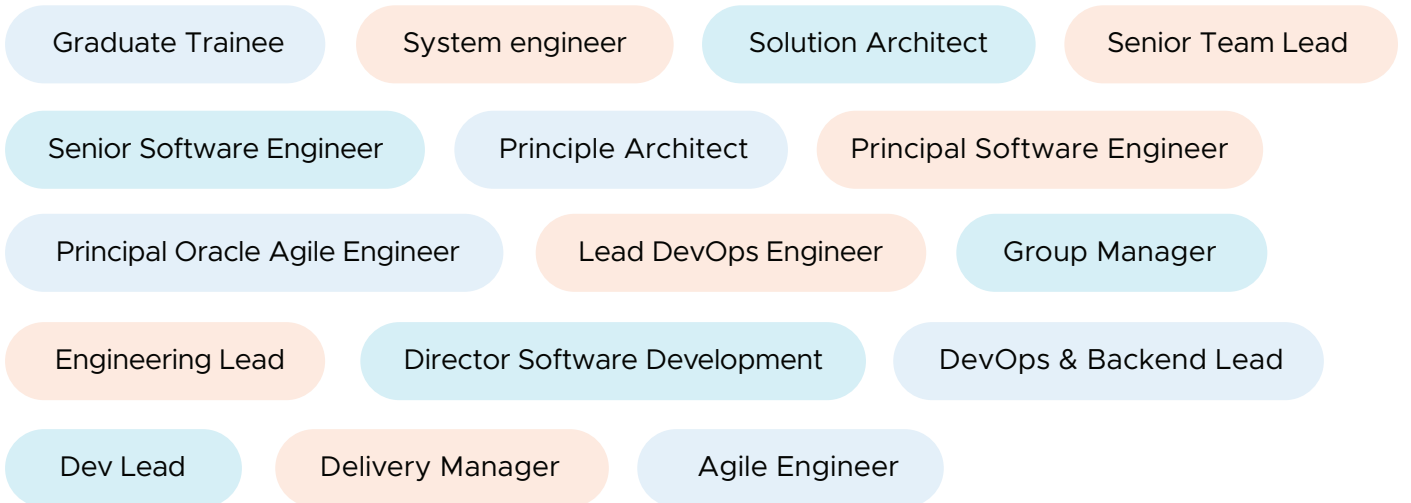 Graduate Trainee System engineer Solution Architect Senior Team Lead
Senior Software Engineer Principle Architect Principal Software Engineer
Principal Oracle Agile Engineer Lead DevOps Engineer Group Manager
Engineering Lead Director Software Development DevOps & Backend Lead
Dev Lead Delivery Manager Agile Engineer